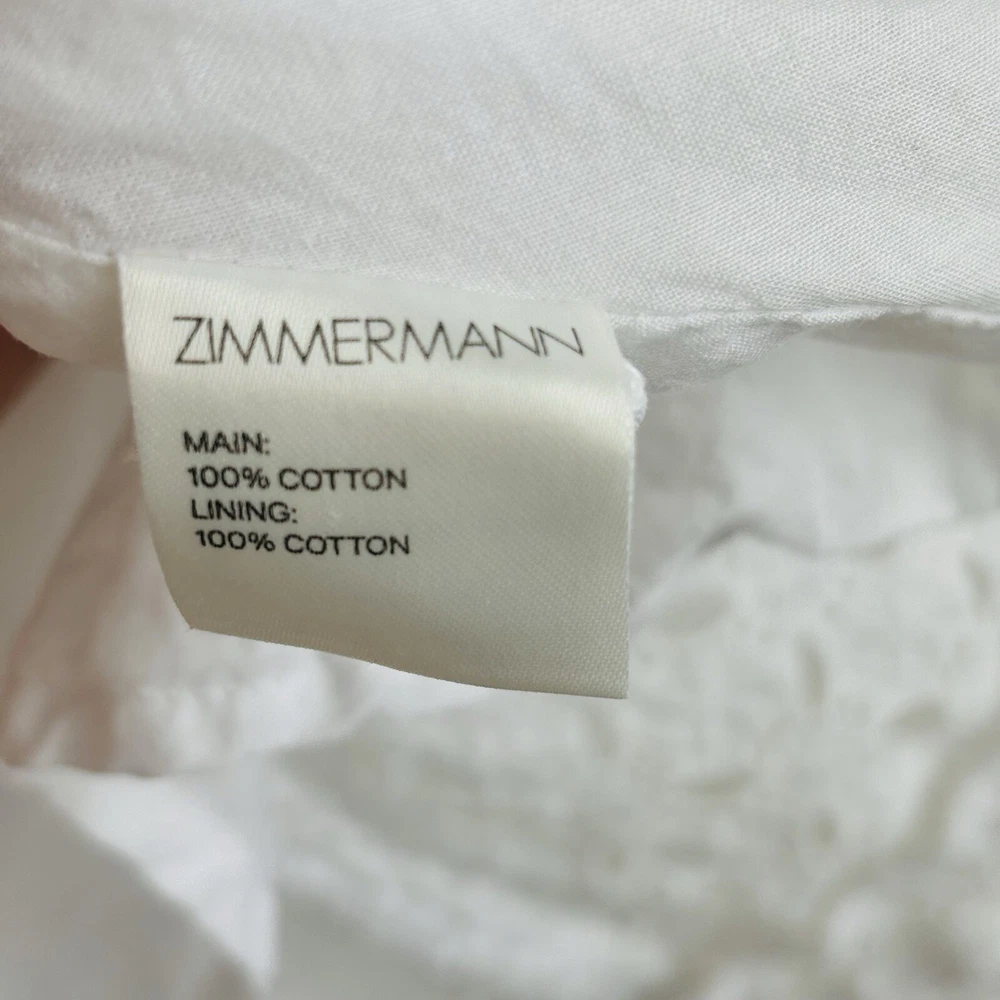 ZIMMERMANN
MAIN:
100% COTTON
LINING:
100% COTTON